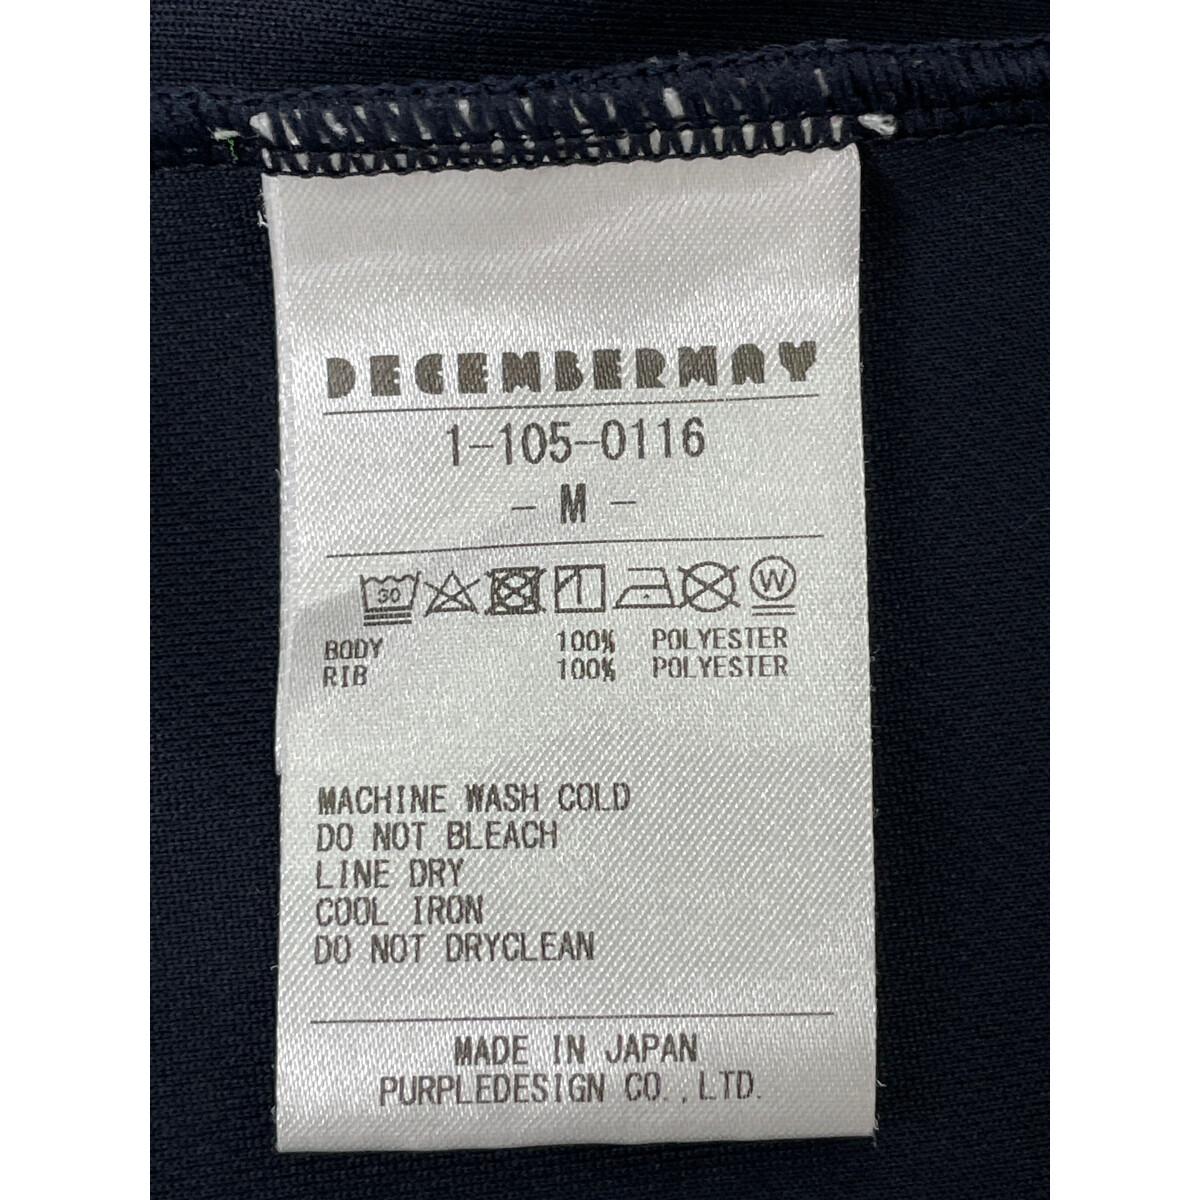 DECEMBERMAY
1-105-0116
- M -
30 W
BODY 100% POLYESTER
RIB 100% POLYESTER
MACHINE WASH COLD
DO NOT BLEACH
LINE DRY
COOL IRON
DO NOT DRYCLEAN
MADE IN JAPAN
PURPLEDESIGN CO.,LTD.